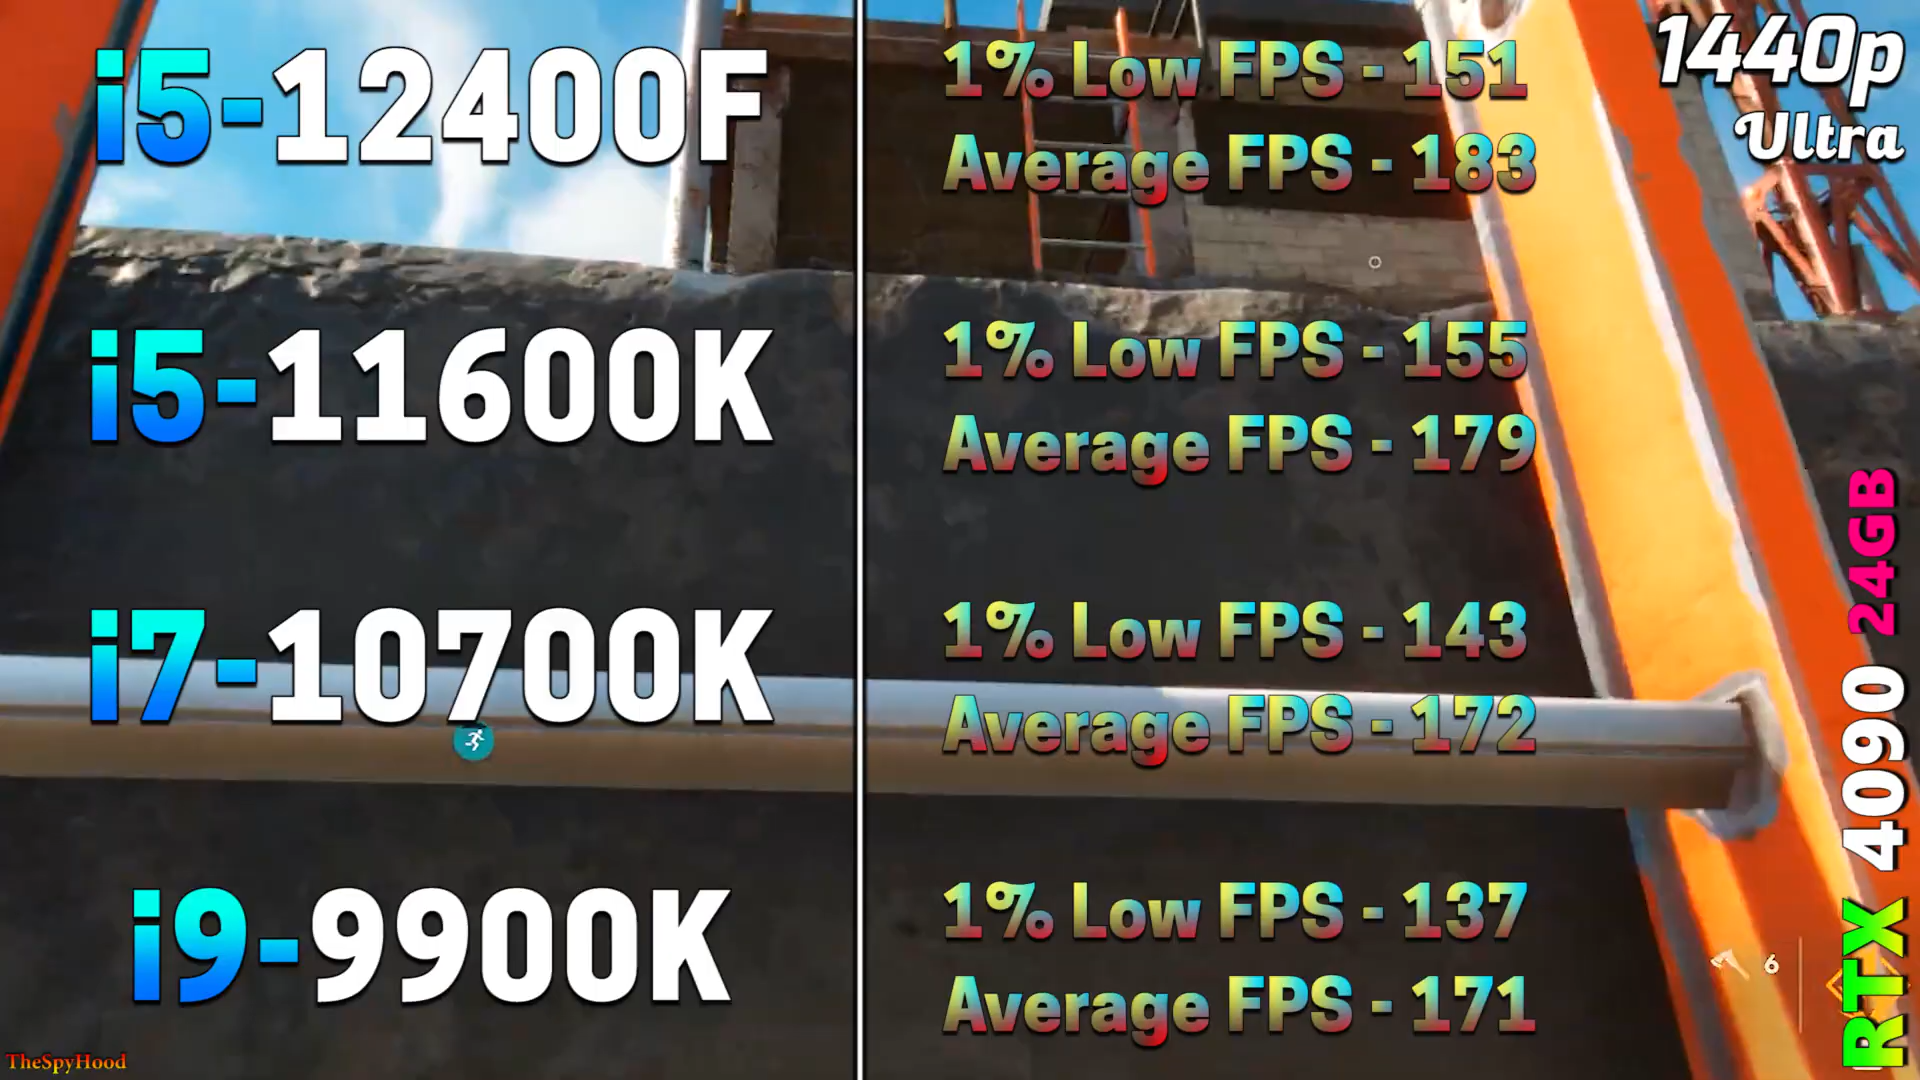 i5-12400F
1% Low FPS - 151
Average FPS - 183
1440p
Ultra
i5-11600K
1% Low FPS - 155
Average FPS - 179
i7-10700K
1% Low FPS - 143
Average FPS - 172
i9-9900K
1% Low FPS - 137
Average FPS - 171
RTX 4090 24GB
6
TheSpyHood